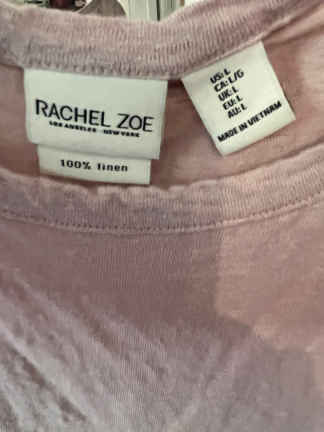 RACHEL ZOE
LOS ANGELES - NEW YORK
100% linen
US: L
CA: L/G
UK: L
EU: L
AU: L
MADE IN VIETNAM